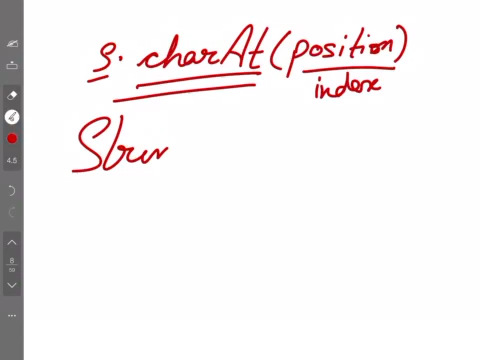 s. charAt (position)
index